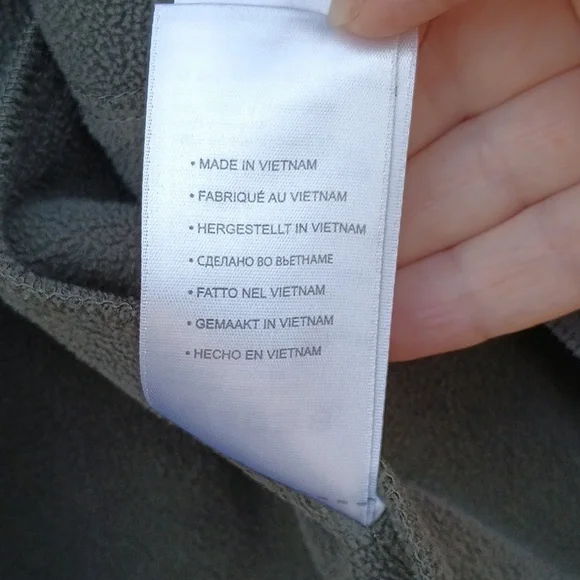 • MADE IN VIETNAM
• FABRIQUÉ AU VIETNAM
• HERGESTELLT IN VIETNAM
• СДЕЛАНО ВО ВЬЕТНАМЕ
• FATTO NEL VIETNAM
• GEMAAKT IN VIETNAM
• HECHO EN VIETNAM